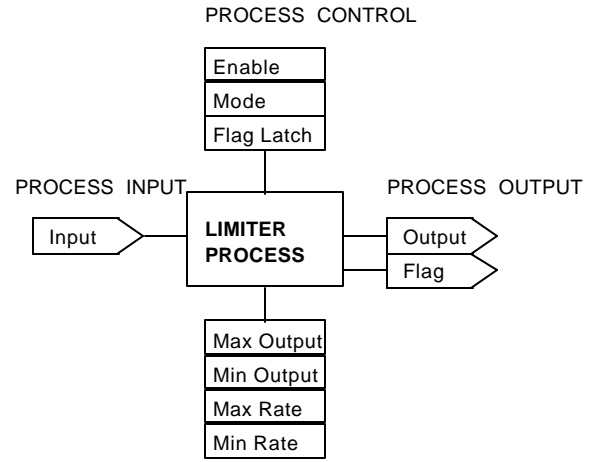 PROCESS CONTROL
Enable
Mode
Flag Latch
PROCESS INPUT
PROCESS OUTPUT
Input
LIMITER
PROCESS
Output
Flag
Max Output
Min Output
Max Rate
Min Rate